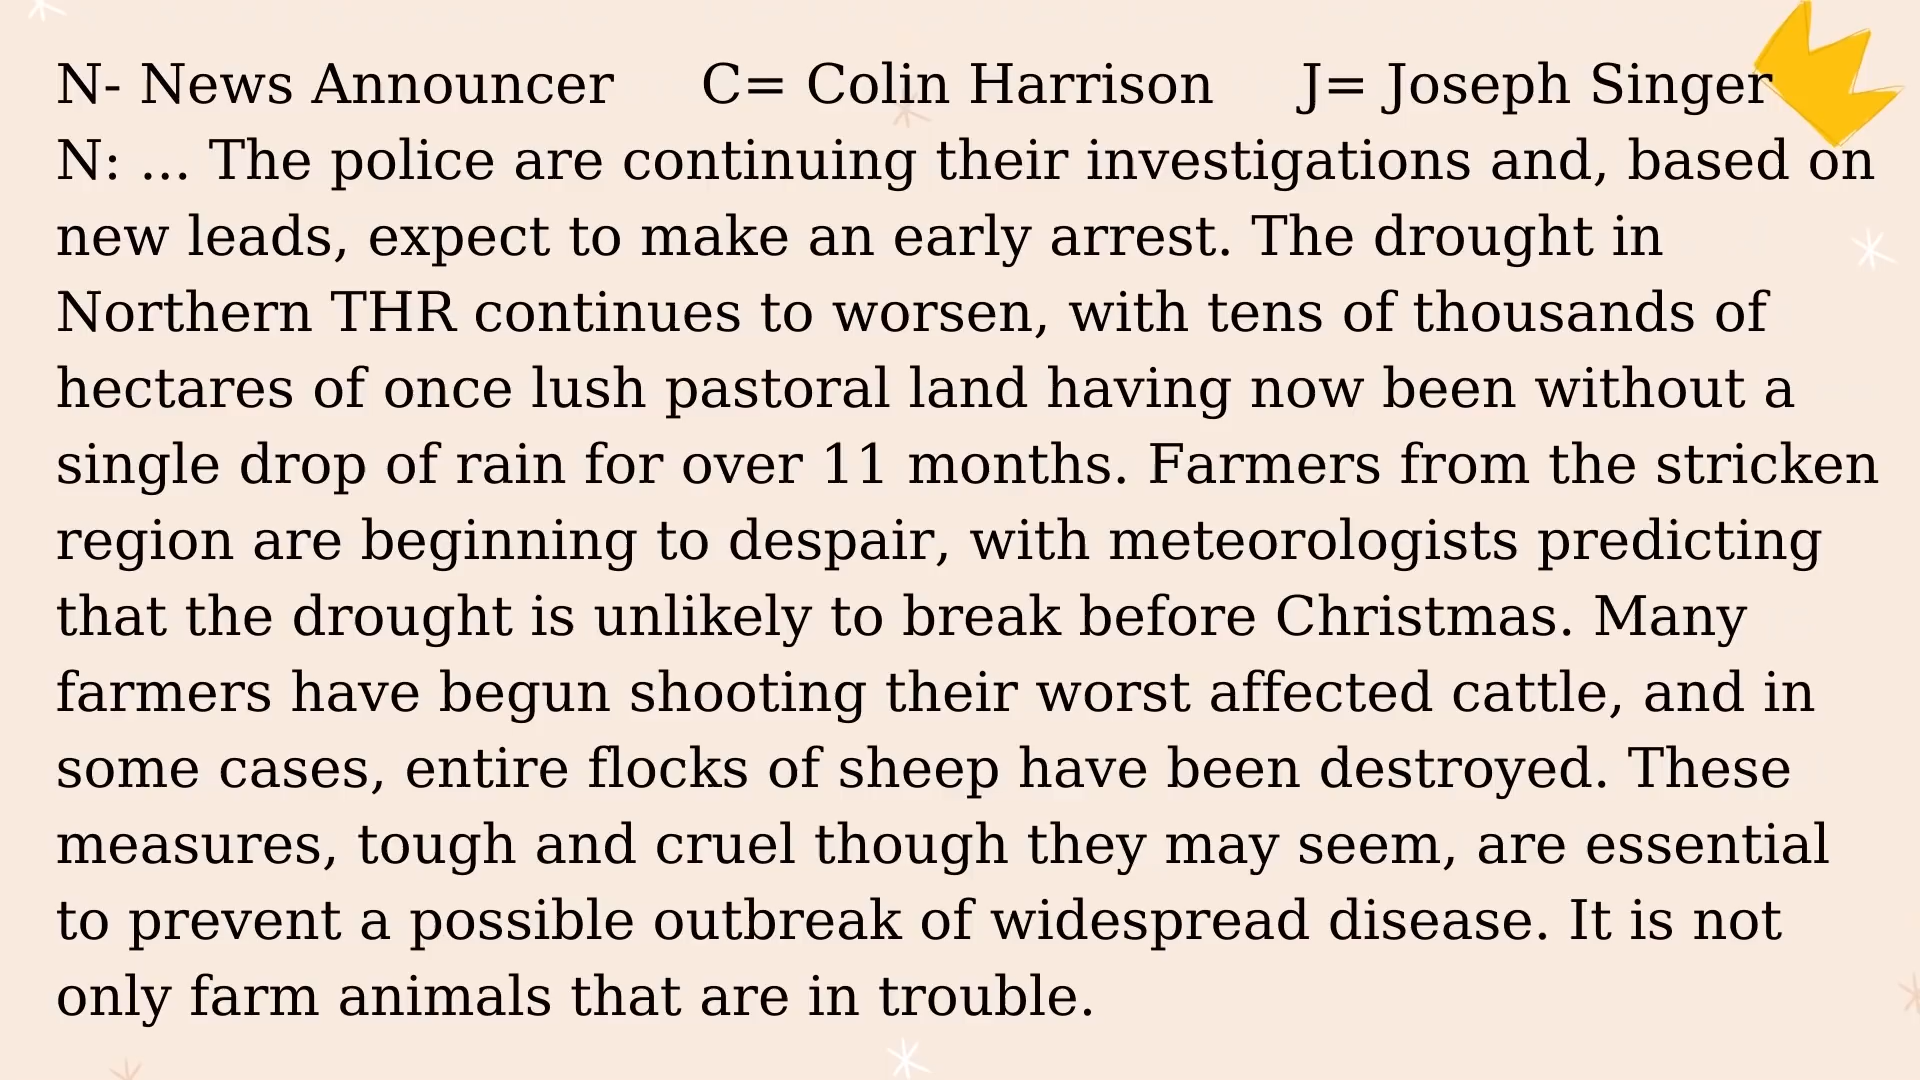 N- News Announcer C= Colin Harrison J= Joseph Singer
N: ... The police are continuing their investigations and, based on
new leads, expect to make an early arrest. The drought in
Northern THR continues to worsen, with tens of thousands of
hectares of once lush pastoral land having now been without a
single drop of rain for over 11 months. Farmers from the stricken
region are beginning to despair, with meteorologists predicting
that the drought is unlikely to break before Christmas. Many
farmers have begun shooting their worst affected cattle, and in
some cases, entire flocks of sheep have been destroyed. These
measures, tough and cruel though they may seem, are essential
to prevent a possible outbreak of widespread disease. It is not
only farm animals that are in trouble.